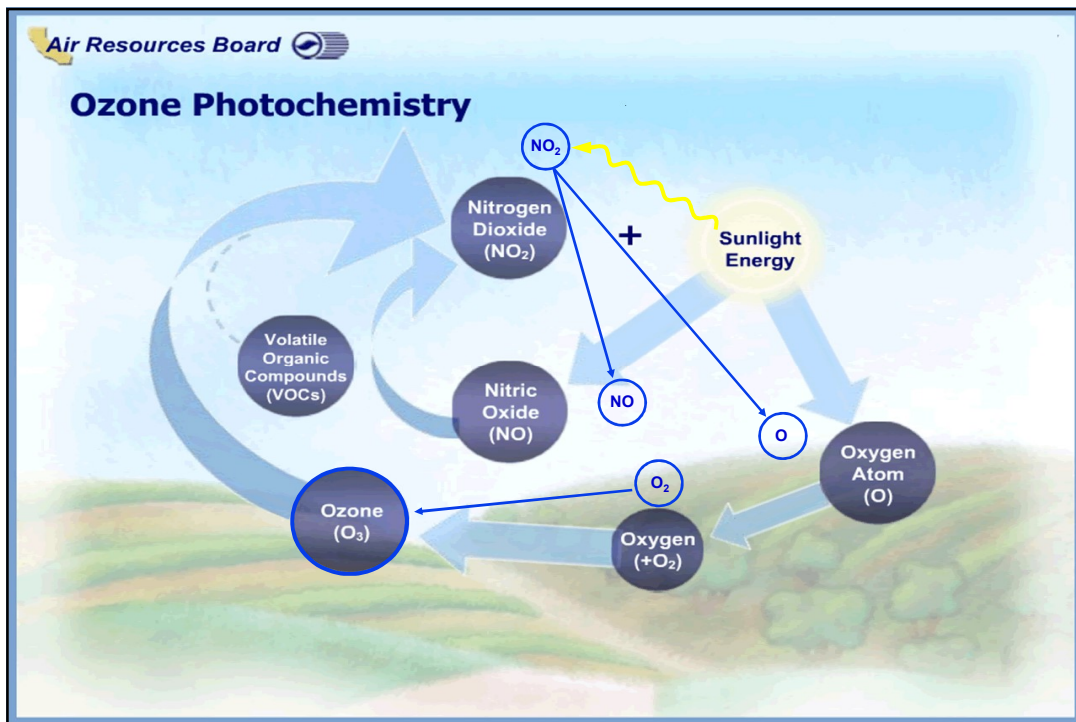 Air Resources Board
Ozone Photochemistry
NO₂
Nitrogen
Dioxide
(NO₂)
+
Sunlight
Energy
Volatile
Organic
Compounds
(VOCs)
Nitric
Oxide
(NO)
NO
O
Oxygen
Atom
(O)
O₂
Ozone
(O₃)
Oxygen
(+O₂)